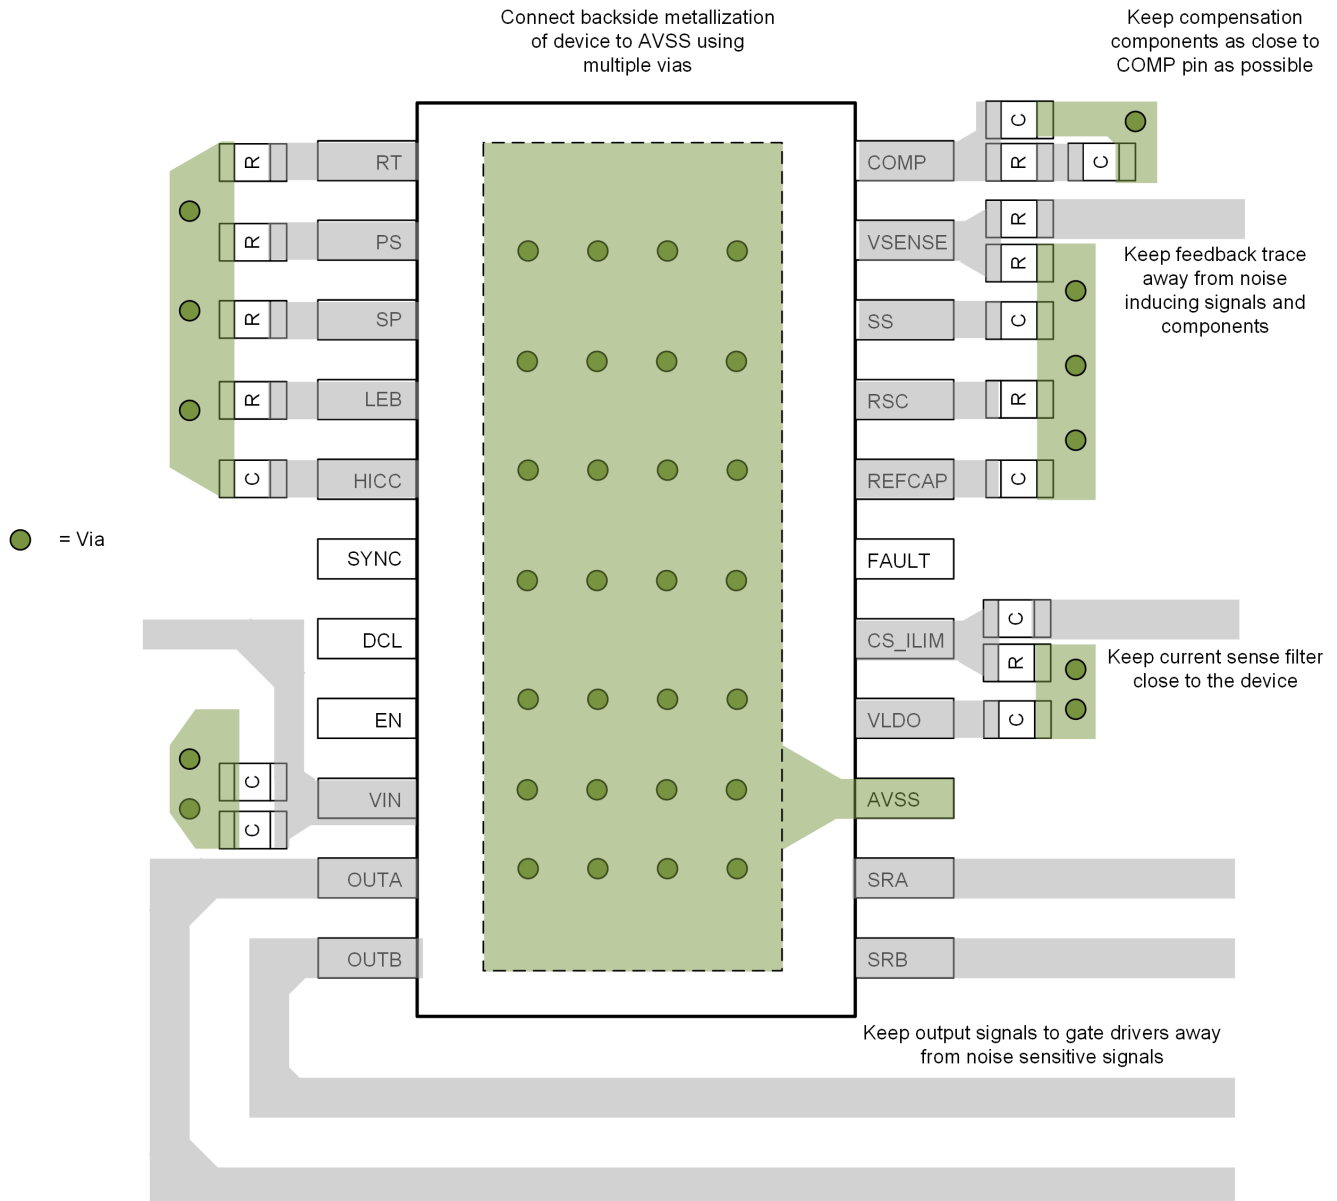 Connect backside metallization
of device to AVSS using
multiple vias
Keep compensation
components as close to
COMP pin as possible
C
R
RT
COMP
R
C
R
R
PS
VSENSE
R
Keep feedback trace
away from noise
inducing signals and
components
R
SP
SS
C
R
LEB
RSC
R
C
HICC
REFCAP
C
= Via
SYNC
FAULT
C
DCL
CS_ILIM
R
Keep current sense filter
close to the device
EN
VLDO
C
C
VIN
AVSS
C
OUTA
SRA
OUTB
SRB
Keep output signals to gate drivers away
from noise sensitive signals